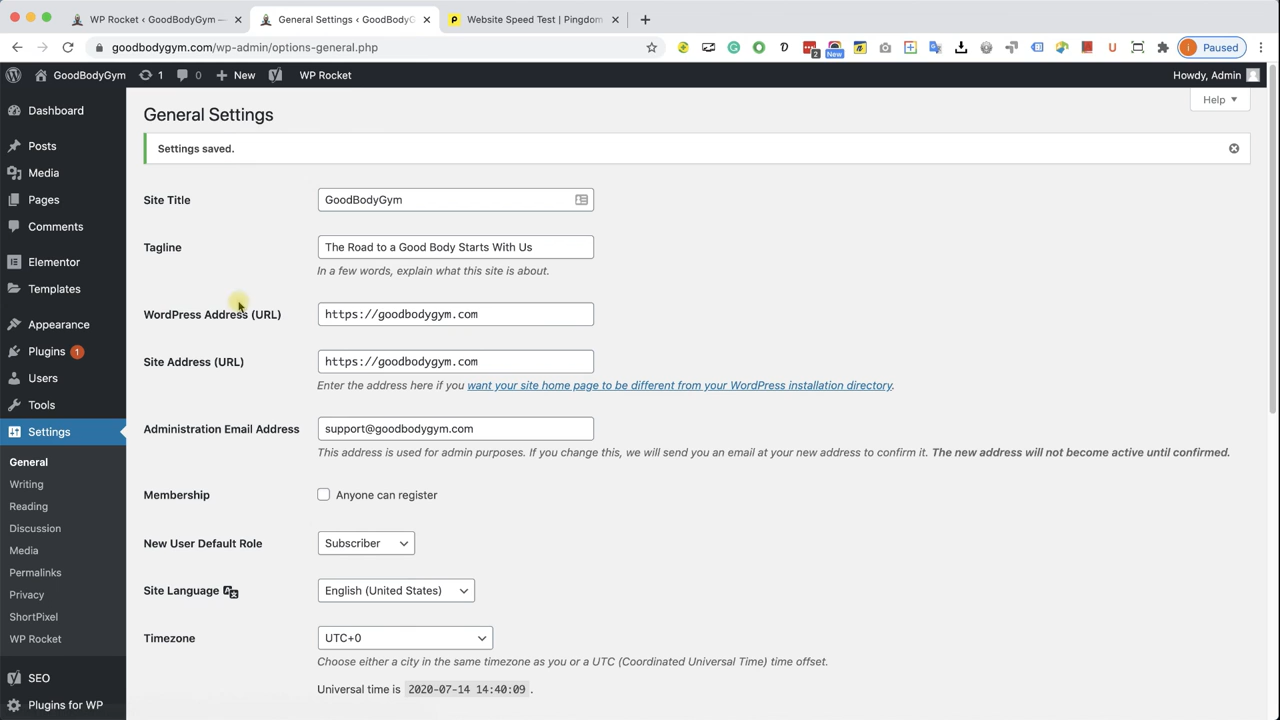 WP Rocket ‹ GoodBodyGym —
General Settings ‹ GoodBodyG
Website Speed Test | Pingdom
goodbodygym.com/wp-admin/options-general.php
2
New
Paused
GoodBodyGym
1
0
New
WP Rocket
Howdy, Admin
Dashboard
Posts
Media
Pages
Comments
Elementor
Templates
Appearance
Plugins 1
Users
Tools
Settings
General
Writing
Reading
Discussion
Media
Permalinks
Privacy
ShortPixel
WP Rocket
SEO
Plugins for WP
Help
General Settings
Settings saved.
Site Title
GoodBodyGym
Tagline
The Road to a Good Body Starts With Us
In a few words, explain what this site is about.
WordPress Address (URL)
https://goodbodygym.com
Site Address (URL)
https://goodbodygym.com
Enter the address here if you want your site home page to be different from your WordPress installation directory.
Administration Email Address
support@goodbodygym.com
This address is used for admin purposes. If you change this, we will send you an email at your new address to confirm it. The new address will not become active until confirmed.
Membership
Anyone can register
New User Default Role
Subscriber
Site Language
English (United States)
Timezone
UTC+0
Choose either a city in the same timezone as you or a UTC (Coordinated Universal Time) time offset.
Universal time is 2020-07-14 14:40:09 .